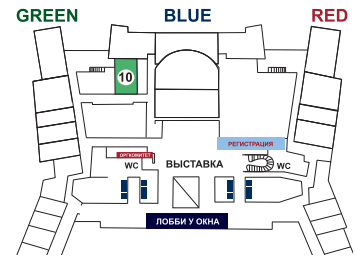 GREEN BLUE RED
10
РЕГИСТРАЦИЯ
ОРГКОМИТЕТ
WC ВЫСТАВКА WC
ЛОББИ У ОКНА